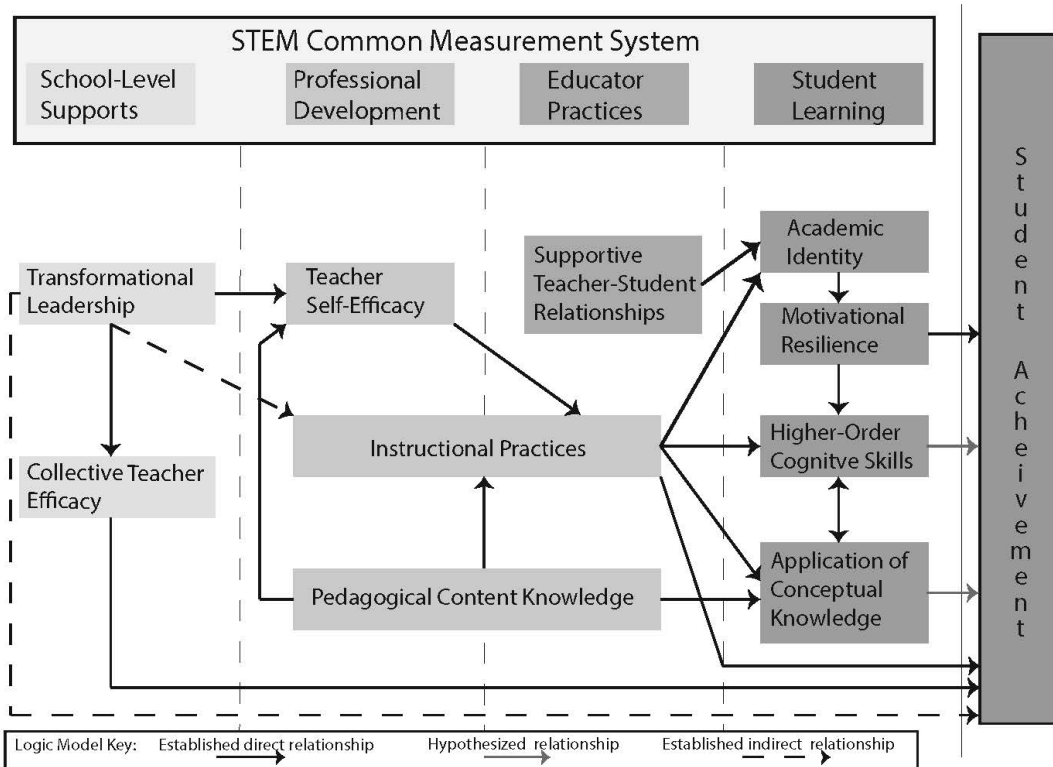 STEM Common Measurement System
School-Level
Supports
Professional
Development
Educator
Practices
Student
Learning
Transformational
Leadership
Teacher
Self-Efficacy
Supportive
Teacher-Student
Relationships
Academic
Identity
Motivational
Resilience
Instructional Practices
Higher-Order
Cognitve Skills
Collective Teacher
Efficacy
Pedagogical Content Knowledge
Application of
Conceptual
Knowledge
Student Acheivement
Logic Model Key: Established direct relationship Hypothesized relationship Established indirect relationship